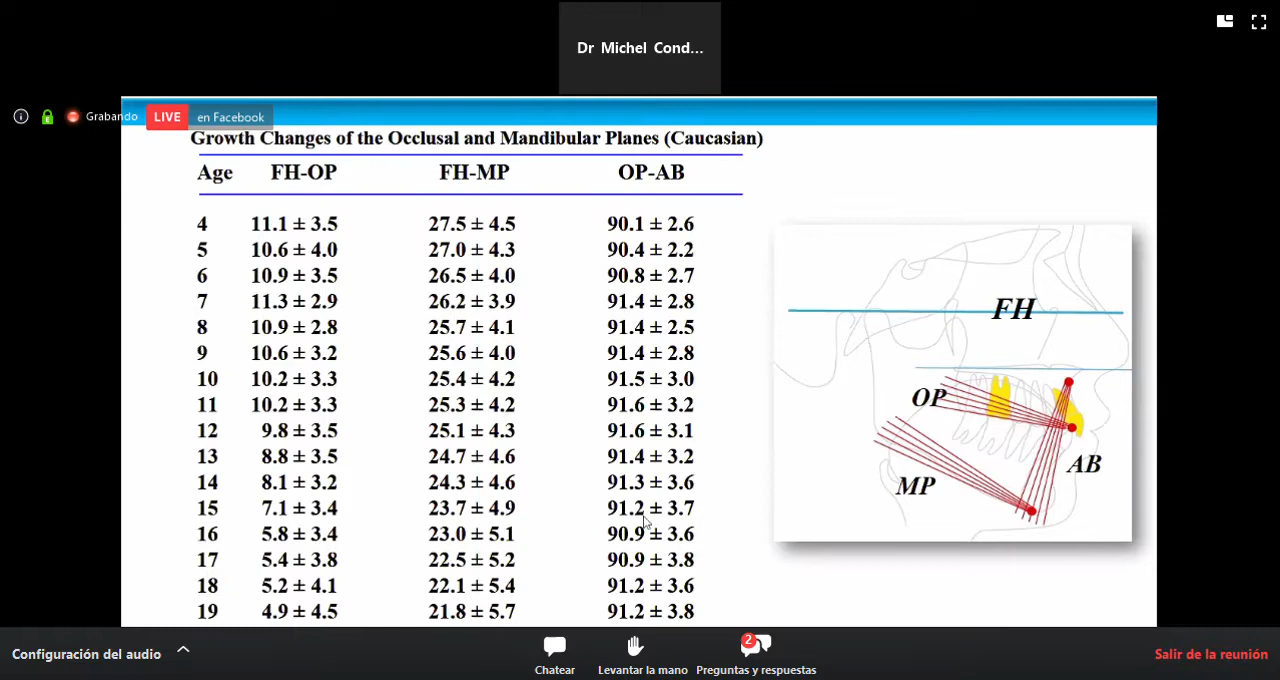 Dr Michel Cond...
Grabando
LIVE en Facebook
Growth Changes of the Occlusal and Mandibular Planes (Caucasian)
Age FH-OP FH-MP OP-AB
4 11.1 ± 3.5 27.5 ± 4.5 90.1 ± 2.6
5 10.6 ± 4.0 27.0 ± 4.3 90.4 ± 2.2
6 10.9 ± 3.5 26.5 ± 4.0 90.8 ± 2.7
7 11.3 ± 2.9 26.2 ± 3.9 91.4 ± 2.8
8 10.9 ± 2.8 25.7 ± 4.1 91.4 ± 2.5
9 10.6 ± 3.2 25.6 ± 4.0 91.4 ± 2.8
10 10.2 ± 3.3 25.4 ± 4.2 91.5 ± 3.0
11 10.2 ± 3.3 25.3 ± 4.2 91.6 ± 3.2
12 9.8 ± 3.5 25.1 ± 4.3 91.6 ± 3.1
13 8.8 ± 3.5 24.7 ± 4.6 91.4 ± 3.2
14 8.1 ± 3.2 24.3 ± 4.6 91.3 ± 3.6
15 7.1 ± 3.4 23.7 ± 4.9 91.2 ± 3.7
16 5.8 ± 3.4 23.0 ± 5.1 90.9 ± 3.6
17 5.4 ± 3.8 22.5 ± 5.2 90.9 ± 3.8
18 5.2 ± 4.1 22.1 ± 5.4 91.2 ± 3.6
19 4.9 ± 4.5 21.8 ± 5.7 91.2 ± 3.8
FH
OP
AB
MP
Configuración del audio
2
Chatear
Levantar la mano
Preguntas y respuestas
Salir de la reunión